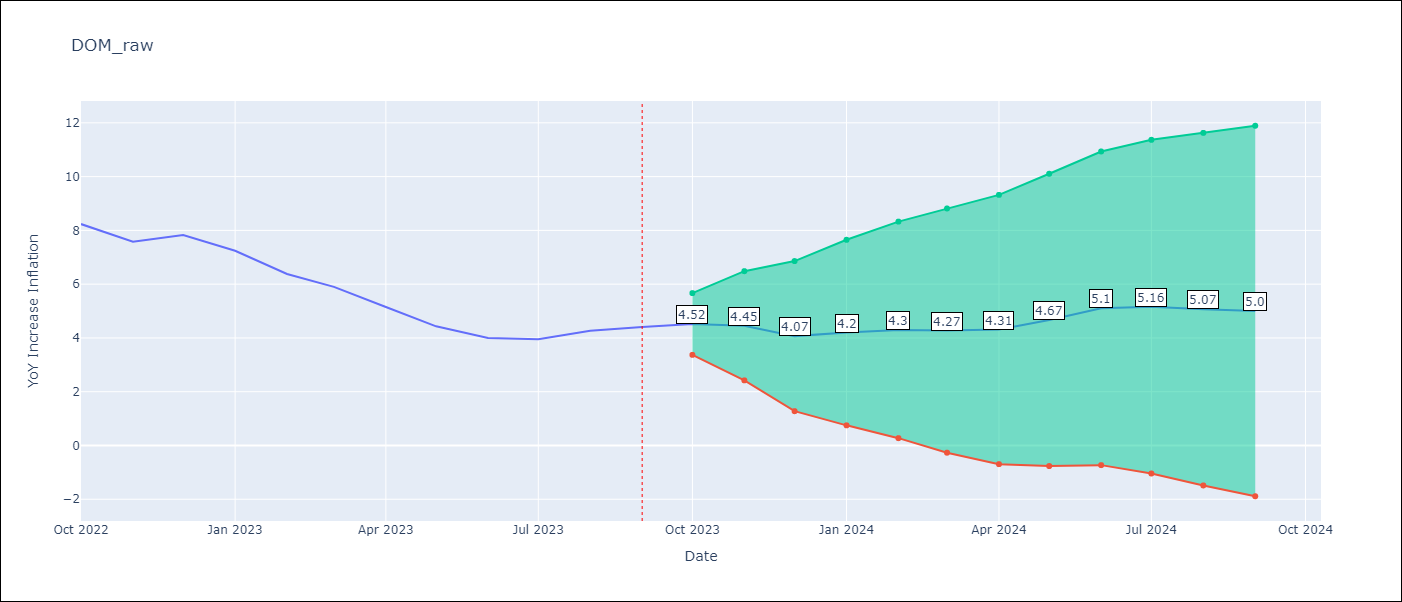 DOM_raw
YoY Increase Inflation
12
10
8
6
4
2
0
−2
4.52
4.45
4.07
4.2
4.3
4.27
4.31
4.67
5.1
5.16
5.07
5.0
Oct 2022
Jan 2023
Apr 2023
Jul 2023
Oct 2023
Jan 2024
Apr 2024
Jul 2024
Oct 2024
Date